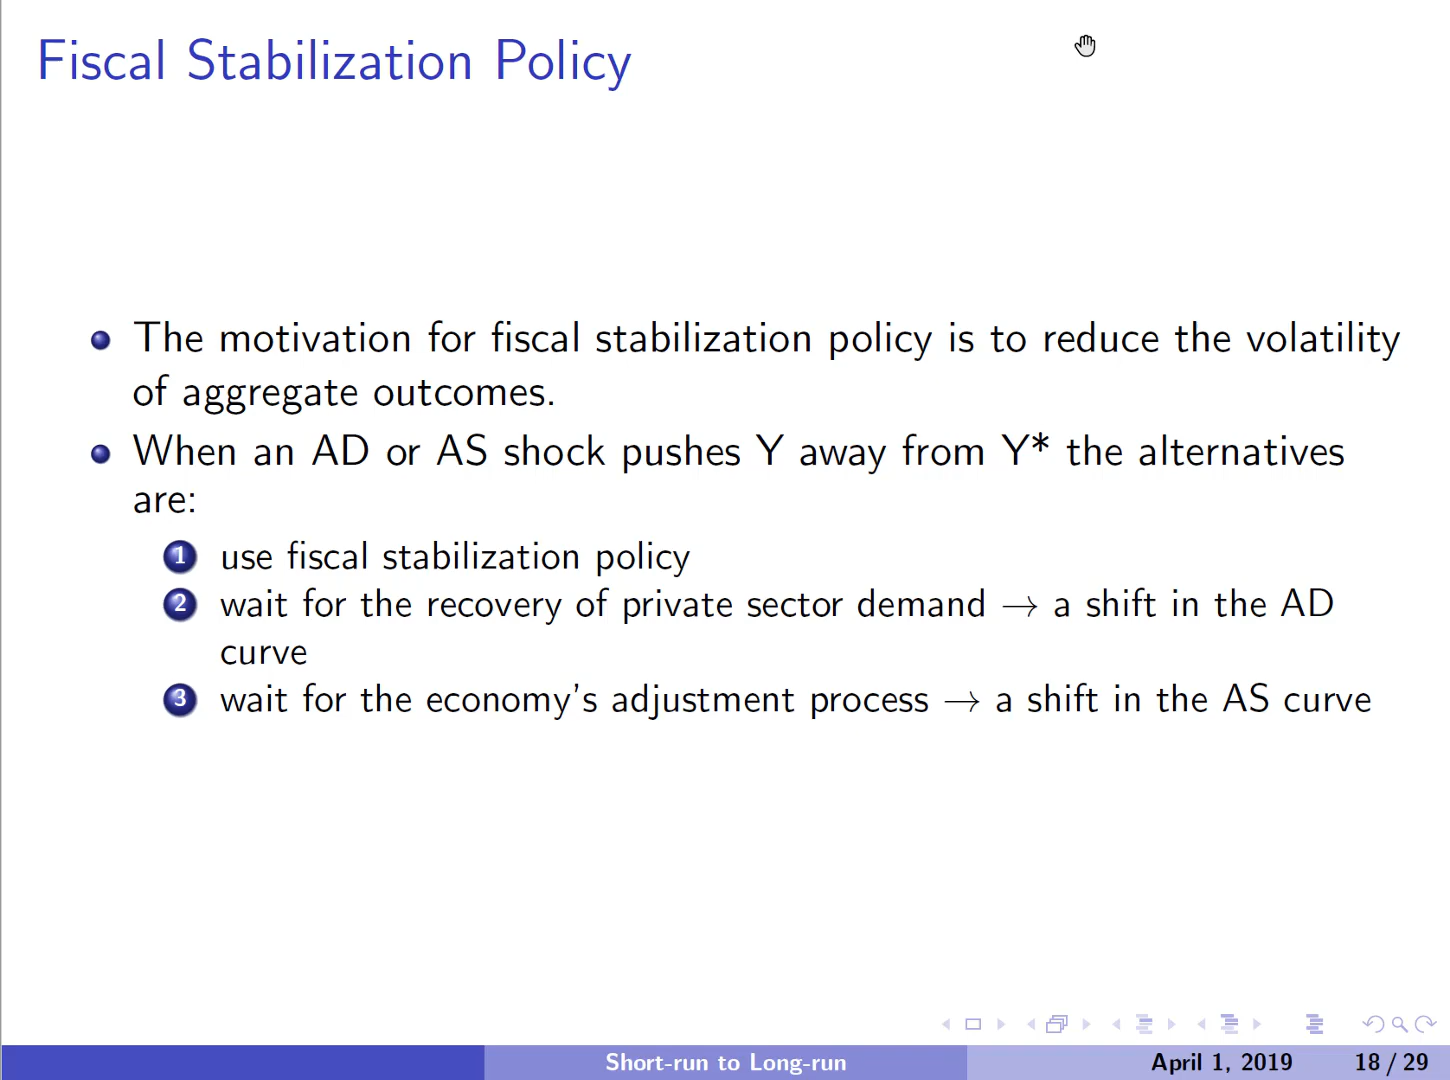 Fiscal Stabilization Policy
The motivation for fiscal stabilization policy is to reduce the volatility
of aggregate outcomes.
When an AD or AS shock pushes Y away from Y* the alternatives
are:
1 use fiscal stabilization policy
2 wait for the recovery of private sector demand → a shift in the AD
curve
3 wait for the economy's adjustment process → a shift in the AS curve
Short-run to Long-run April 1, 2019 18 / 29